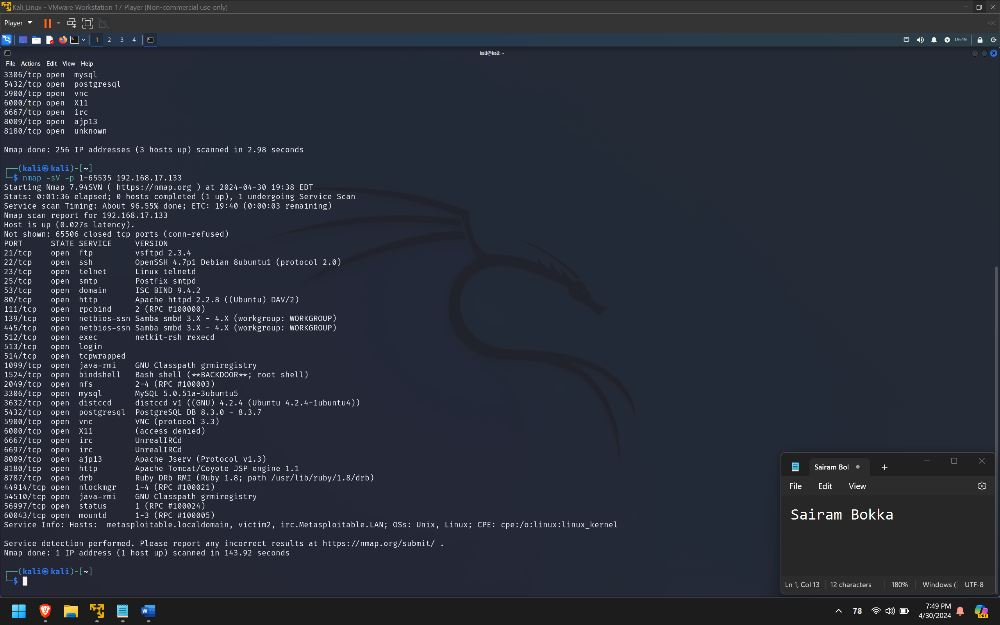 Kali_Linux - VMware Workstation 17 Player (Non-commercial use only)
Player
1 2 3 4
19:49
kali@kali: ~
File Actions Edit View Help
3306/tcp open  mysql
5432/tcp open  postgresql
5900/tcp open  vnc
6000/tcp open  X11
6667/tcp open  irc
8009/tcp open  ajp13
8180/tcp open  unknown
Nmap done: 256 IP addresses (3 hosts up) scanned in 2.98 seconds
┌──(kali㉿kali)-[~]
└─$ nmap -sV -p 1-65535 192.168.17.133
Starting Nmap 7.94SVN ( https://nmap.org ) at 2024-04-30 19:38 EDT
Stats: 0:01:36 elapsed; 0 hosts completed (1 up), 1 undergoing Service Scan
Service scan Timing: About 96.55% done; ETC: 19:40 (0:00:03 remaining)
Nmap scan report for 192.168.17.133
Host is up (0.027s latency).
Not shown: 65506 closed tcp ports (conn-refused)
PORT      STATE SERVICE     VERSION
21/tcp    open  ftp         vsftpd 2.3.4
22/tcp    open  ssh         OpenSSH 4.7p1 Debian 8ubuntu1 (protocol 2.0)
23/tcp    open  telnet      Linux telnetd
25/tcp    open  smtp        Postfix smtpd
53/tcp    open  domain      ISC BIND 9.4.2
80/tcp    open  http        Apache httpd 2.2.8 ((Ubuntu) DAV/2)
111/tcp   open  rpcbind     2 (RPC #100000)
139/tcp   open  netbios-ssn Samba smbd 3.X - 4.X (workgroup: WORKGROUP)
445/tcp   open  netbios-ssn Samba smbd 3.X - 4.X (workgroup: WORKGROUP)
512/tcp   open  exec        netkit-rsh rexecd
513/tcp   open  login
514/tcp   open  tcpwrapped
1099/tcp  open  java-rmi    GNU Classpath grmiregistry
1524/tcp  open  bindshell   Bash shell (**BACKDOOR**; root shell)
2049/tcp  open  nfs         2-4 (RPC #100003)
3306/tcp  open  mysql       MySQL 5.0.51a-3ubuntu5
3632/tcp  open  distccd     distccd v1 ((GNU) 4.2.4 (Ubuntu 4.2.4-1ubuntu4))
5432/tcp  open  postgresql  PostgreSQL DB 8.3.0 - 8.3.7
5900/tcp  open  vnc         VNC (protocol 3.3)
6000/tcp  open  X11         (access denied)
6667/tcp  open  irc         UnrealIRCd
6697/tcp  open  irc         UnrealIRCd
8009/tcp  open  ajp13       Apache Jserv (Protocol v1.3)
8180/tcp  open  http        Apache Tomcat/Coyote JSP engine 1.1
8787/tcp  open  drb         Ruby DRb RMI (Ruby 1.8; path /usr/lib/ruby/1.8/drb)
44914/tcp open  nlockmgr    1-4 (RPC #100021)
54510/tcp open  java-rmi    GNU Classpath grmiregistry
56997/tcp open  status      1 (RPC #100024)
60043/tcp open  mountd      1-3 (RPC #100005)
Service Info: Hosts:  metasploitable.localdomain, victim2, irc.Metasploitable.LAN; OSs: Unix, Linux; CPE: cpe:/o:linux:linux_kernel
Service detection performed. Please report any incorrect results at https://nmap.org/submit/ .
Nmap done: 1 IP address (1 host up) scanned in 143.92 seconds
┌──(kali㉿kali)-[~]
└─$
Sairam Bol
File Edit View
Sairam Bokka
Ln 1, Col 13 12 characters 180% Windows ( UTF-8
W
78
7:49 PM
4/30/2024
PRE